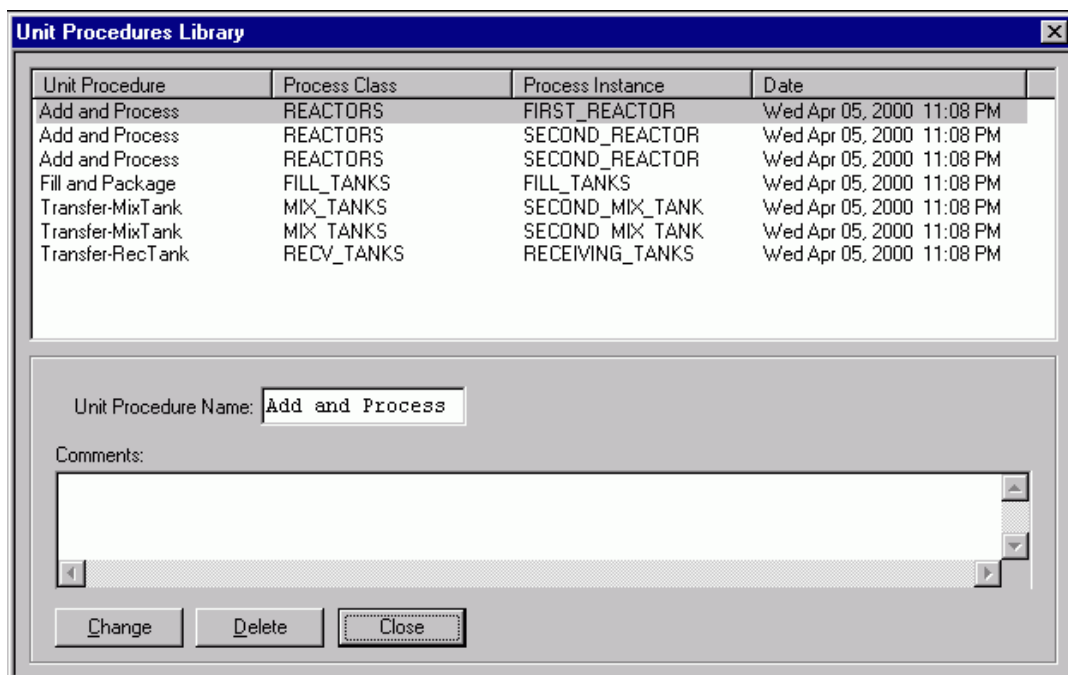 Unit Procedures Library
Unit Procedure Process Class Process Instance Date
Add and Process REACTORS FIRST_REACTOR Wed Apr 05, 2000 11:08 PM
Add and Process REACTORS SECOND_REACTOR Wed Apr 05, 2000 11:08 PM
Add and Process REACTORS SECOND_REACTOR Wed Apr 05, 2000 11:08 PM
Fill and Package FILL_TANKS FILL_TANKS Wed Apr 05, 2000 11:08 PM
Transfer-MixTank MIX_TANKS SECOND_MIX_TANK Wed Apr 05, 2000 11:08 PM
Transfer-MixTank MIX_TANKS SECOND_MIX_TANK Wed Apr 05, 2000 11:08 PM
Transfer-RecTank RECV_TANKS RECEIVING_TANKS Wed Apr 05, 2000 11:08 PM
Unit Procedure Name: Add and Process
Comments:
Change Delete Close